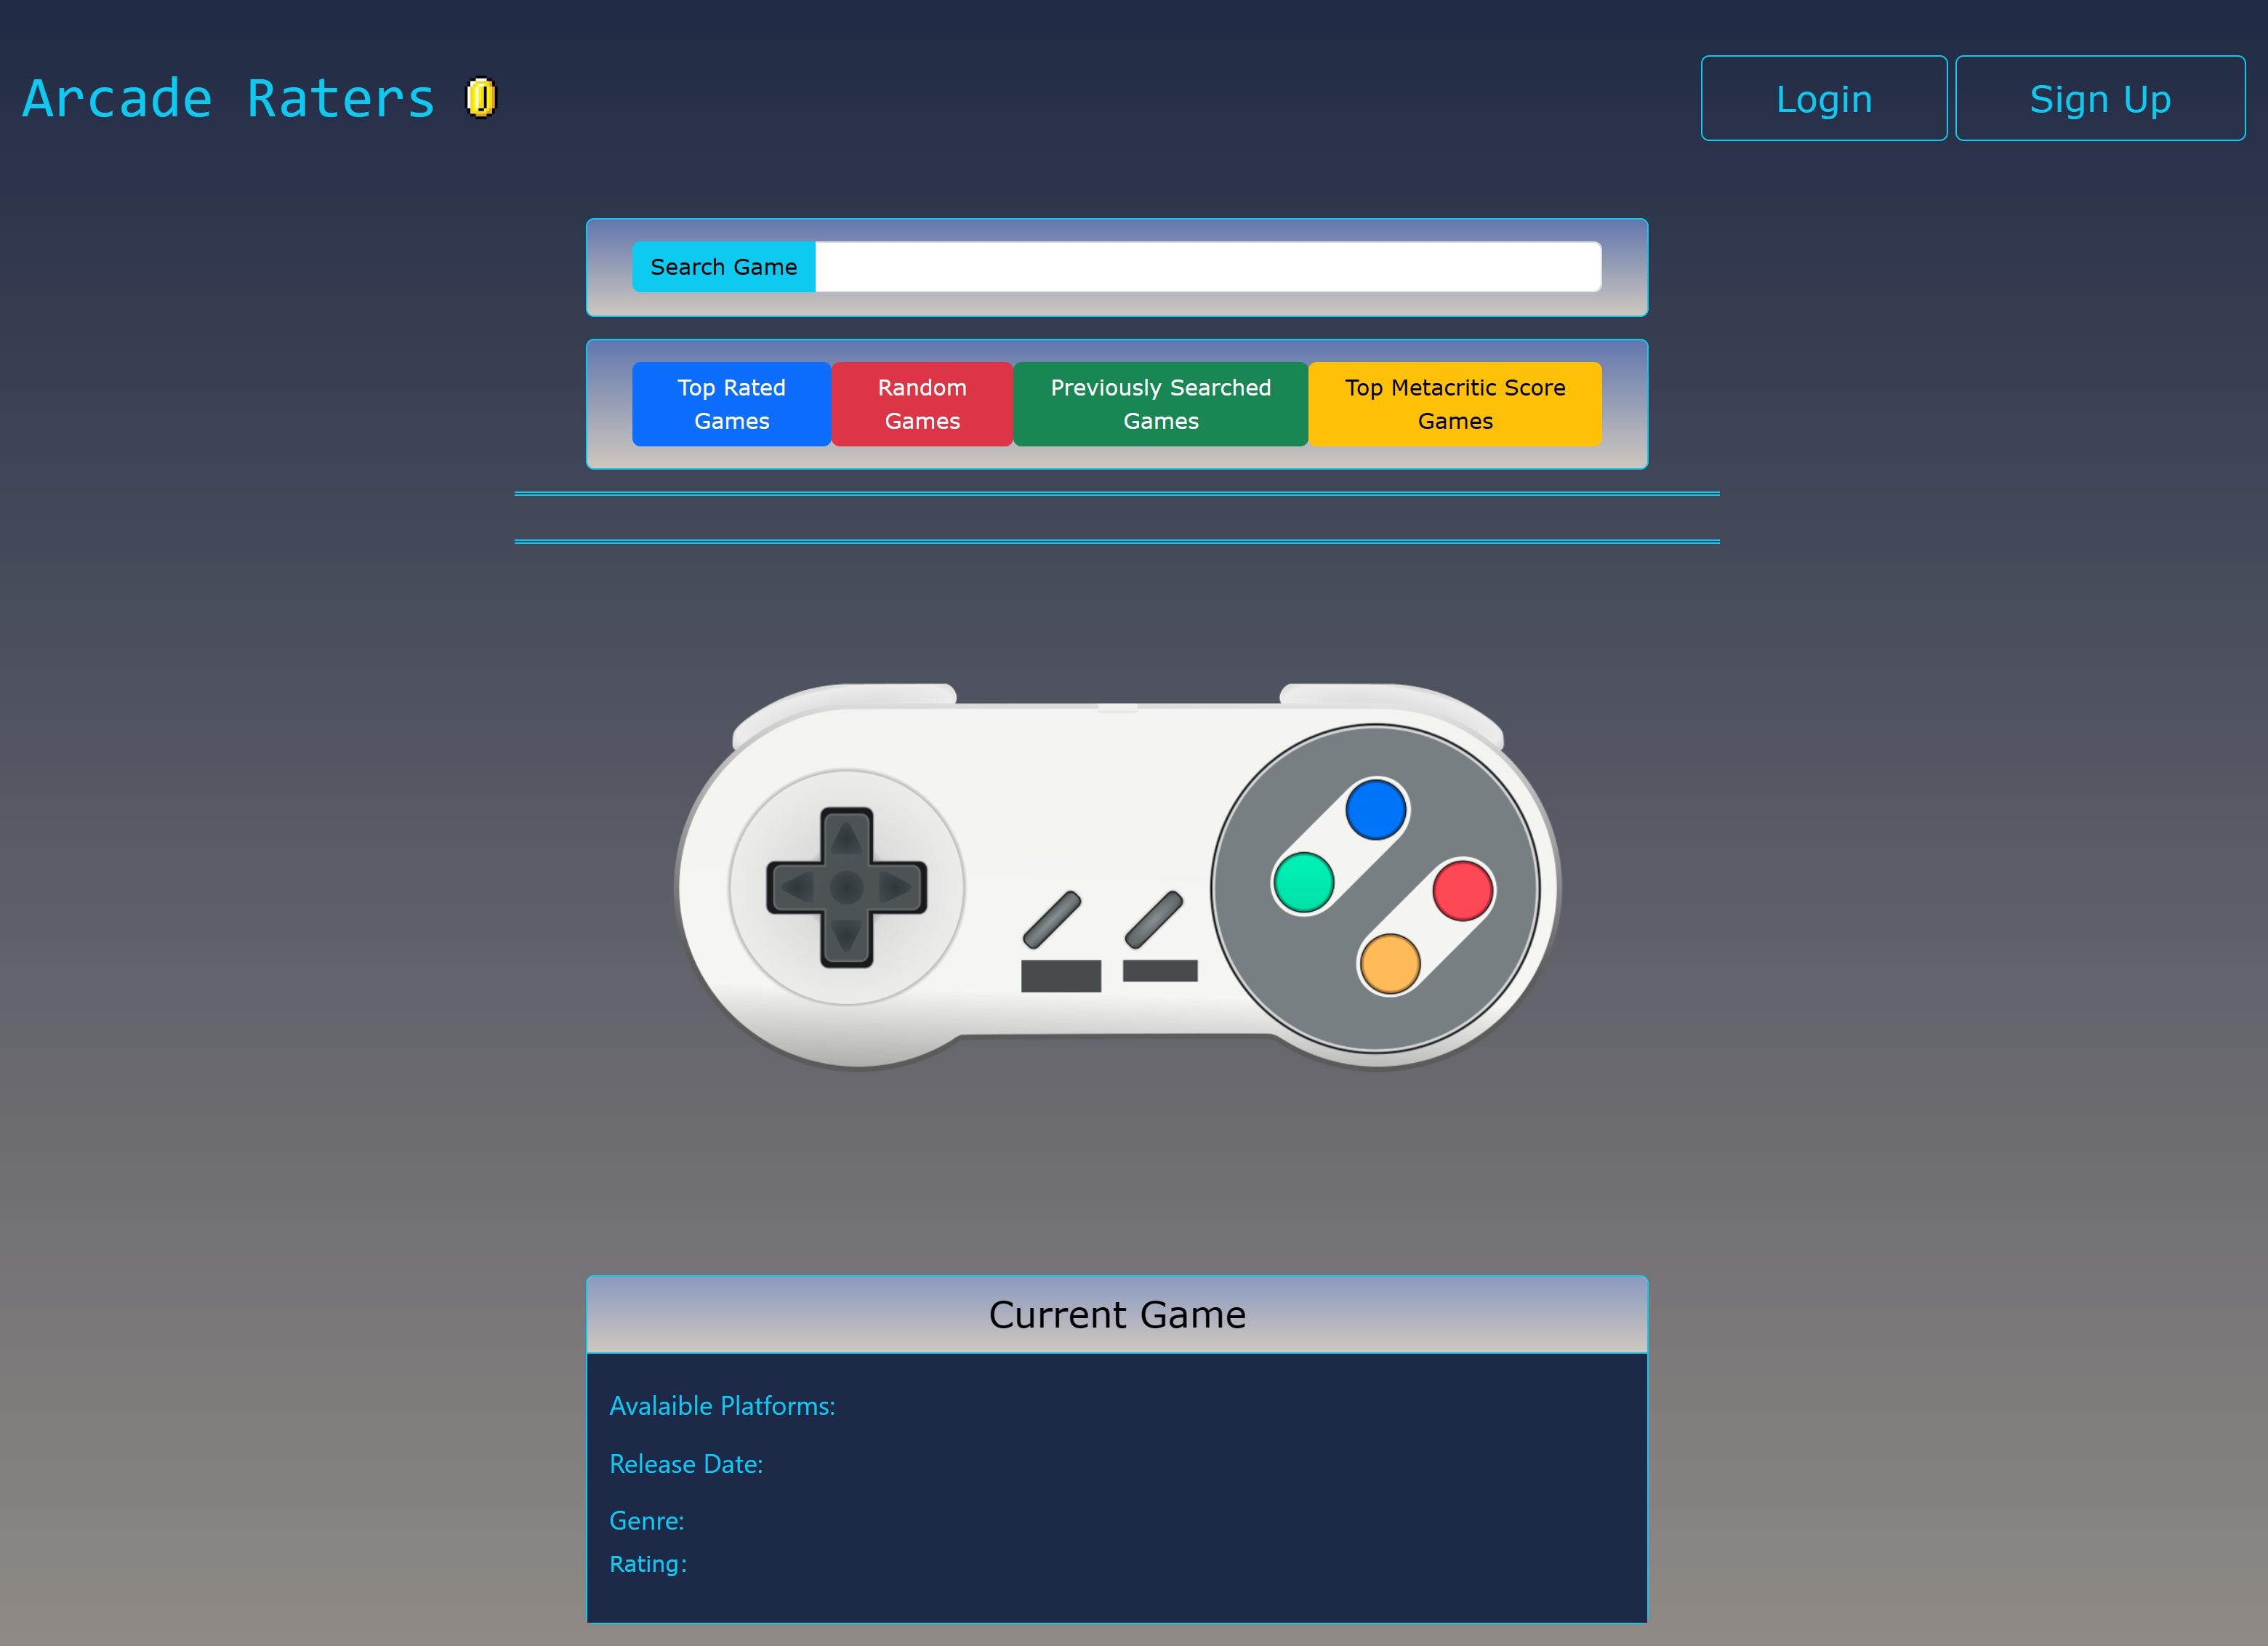 Arcade Raters
Login
Sign Up
Search Game
Top Rated
Games
Random
Games
Previously Searched
Games
Top Metacritic Score
Games
Current Game
Avalaible Platforms:
Release Date:
Genre:
Rating: